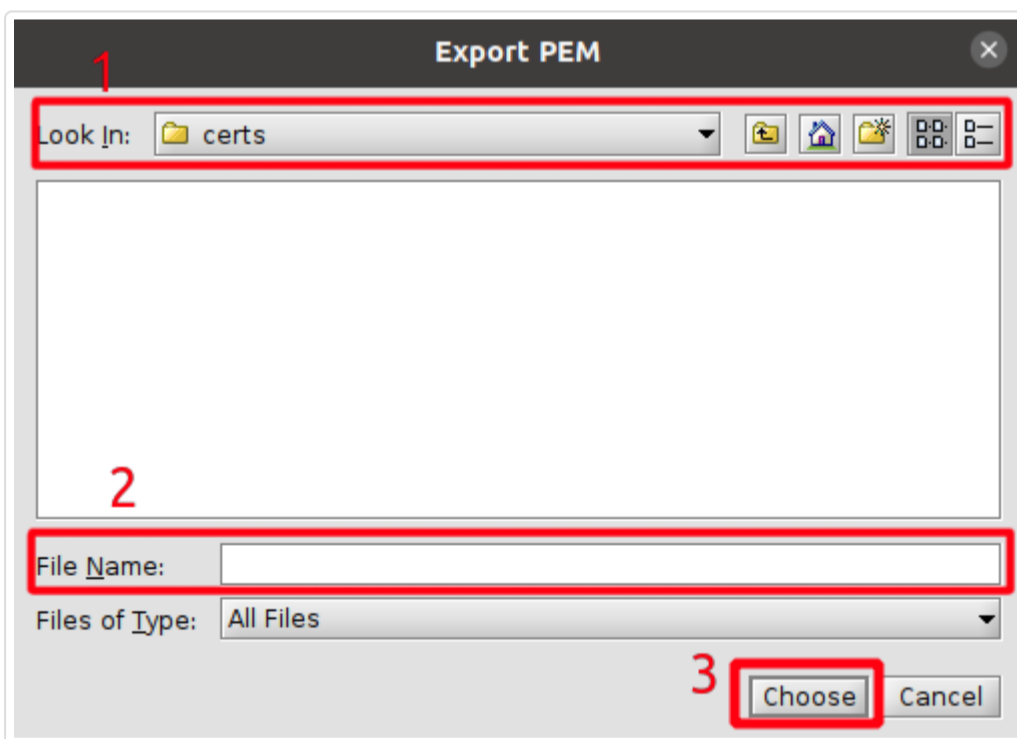 Export PEM
1
Look In: certs
2
File Name:
Files of Type: All Files
3
Choose Cancel